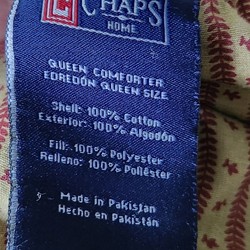 CHAPS
HOME
QUEEN COMFORTER
EDREDÓN QUEEN SIZE
Shell: 100% Cotton
Exterior: 100% Algodón
Fill: 100% Polyester
Relleno: 100% Poliéster
Made in Pakistan
Hecho en Pakistán